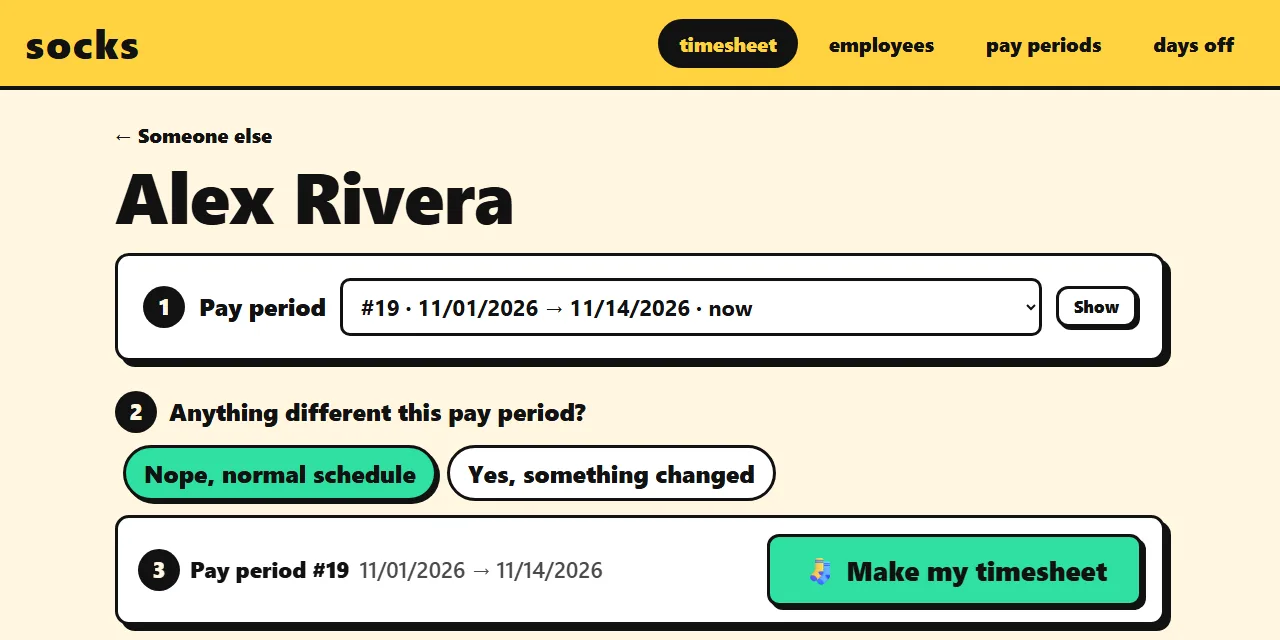 socks
timesheet
employees
pay periods
days off
← Someone else
Alex Rivera
1 Pay period #19 · 11/01/2026 → 11/14/2026 · now Show
2 Anything different this pay period?
Nope, normal schedule Yes, something changed
3 Pay period #19 11/01/2026 → 11/14/2026 🧦 Make my timesheet